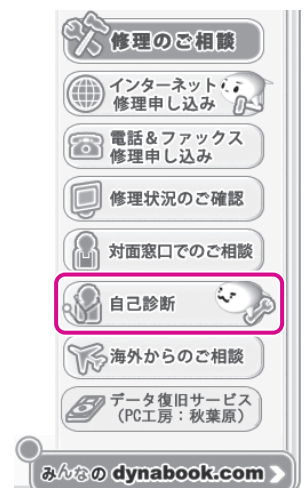 修理のご相談
インターネット
修理申し込み
電話&ファックス
修理申し込み
修理状況のご確認
対面窓口でのご相談
自己診断
海外からのご相談
データ復旧サービス
(PC工房:秋葉原)
みんなの dynabook.com